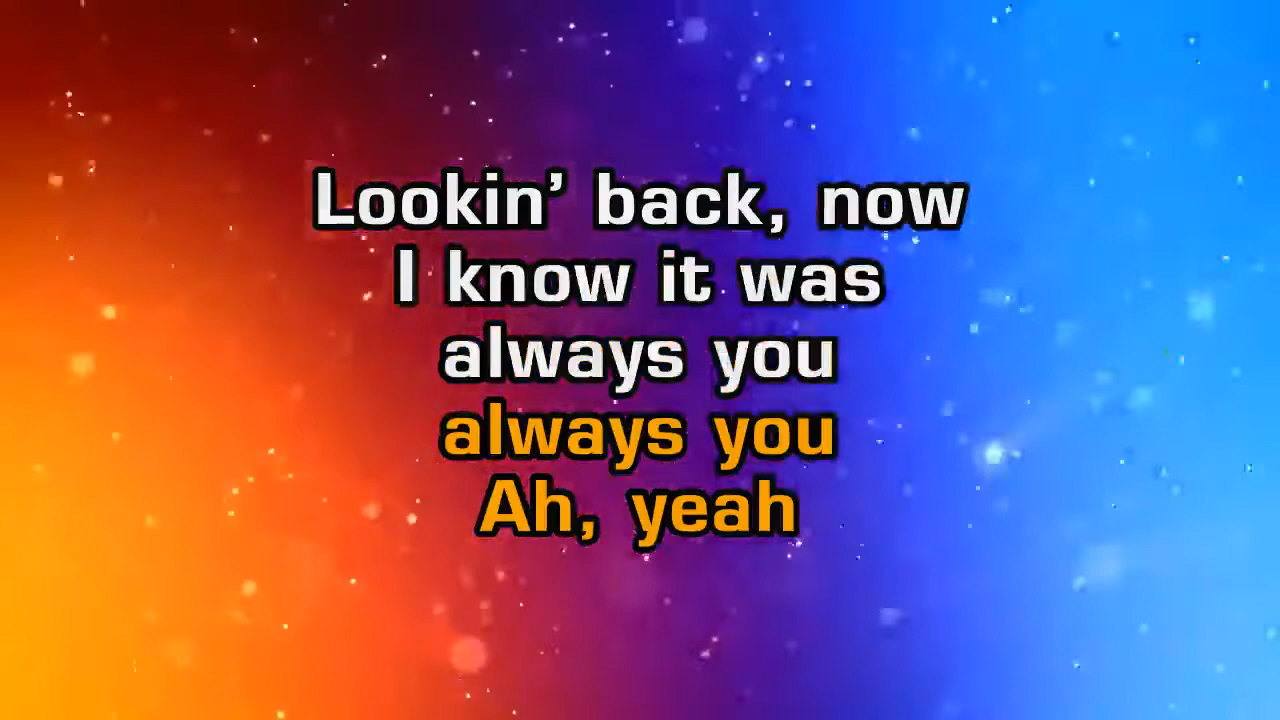 Lookin’ back, now
I know it was
always you
always you
Ah, yeah